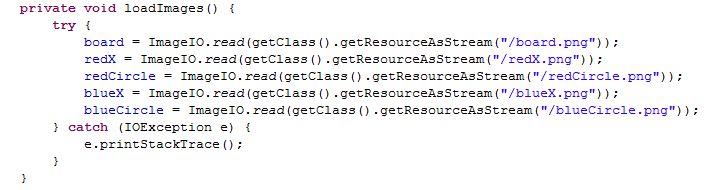 private void loadImages() {
    try {
        board = ImageIO.read(getClass().getResourceAsStream("/board.png"));
        redX = ImageIO.read(getClass().getResourceAsStream("/redX.png"));
        redCircle = ImageIO.read(getClass().getResourceAsStream("/redCircle.png"));
        blueX = ImageIO.read(getClass().getResourceAsStream("/blueX.png"));
        blueCircle = ImageIO.read(getClass().getResourceAsStream("/blueCircle.png"));
    } catch (IOException e) {
        e.printStackTrace();
    }
}